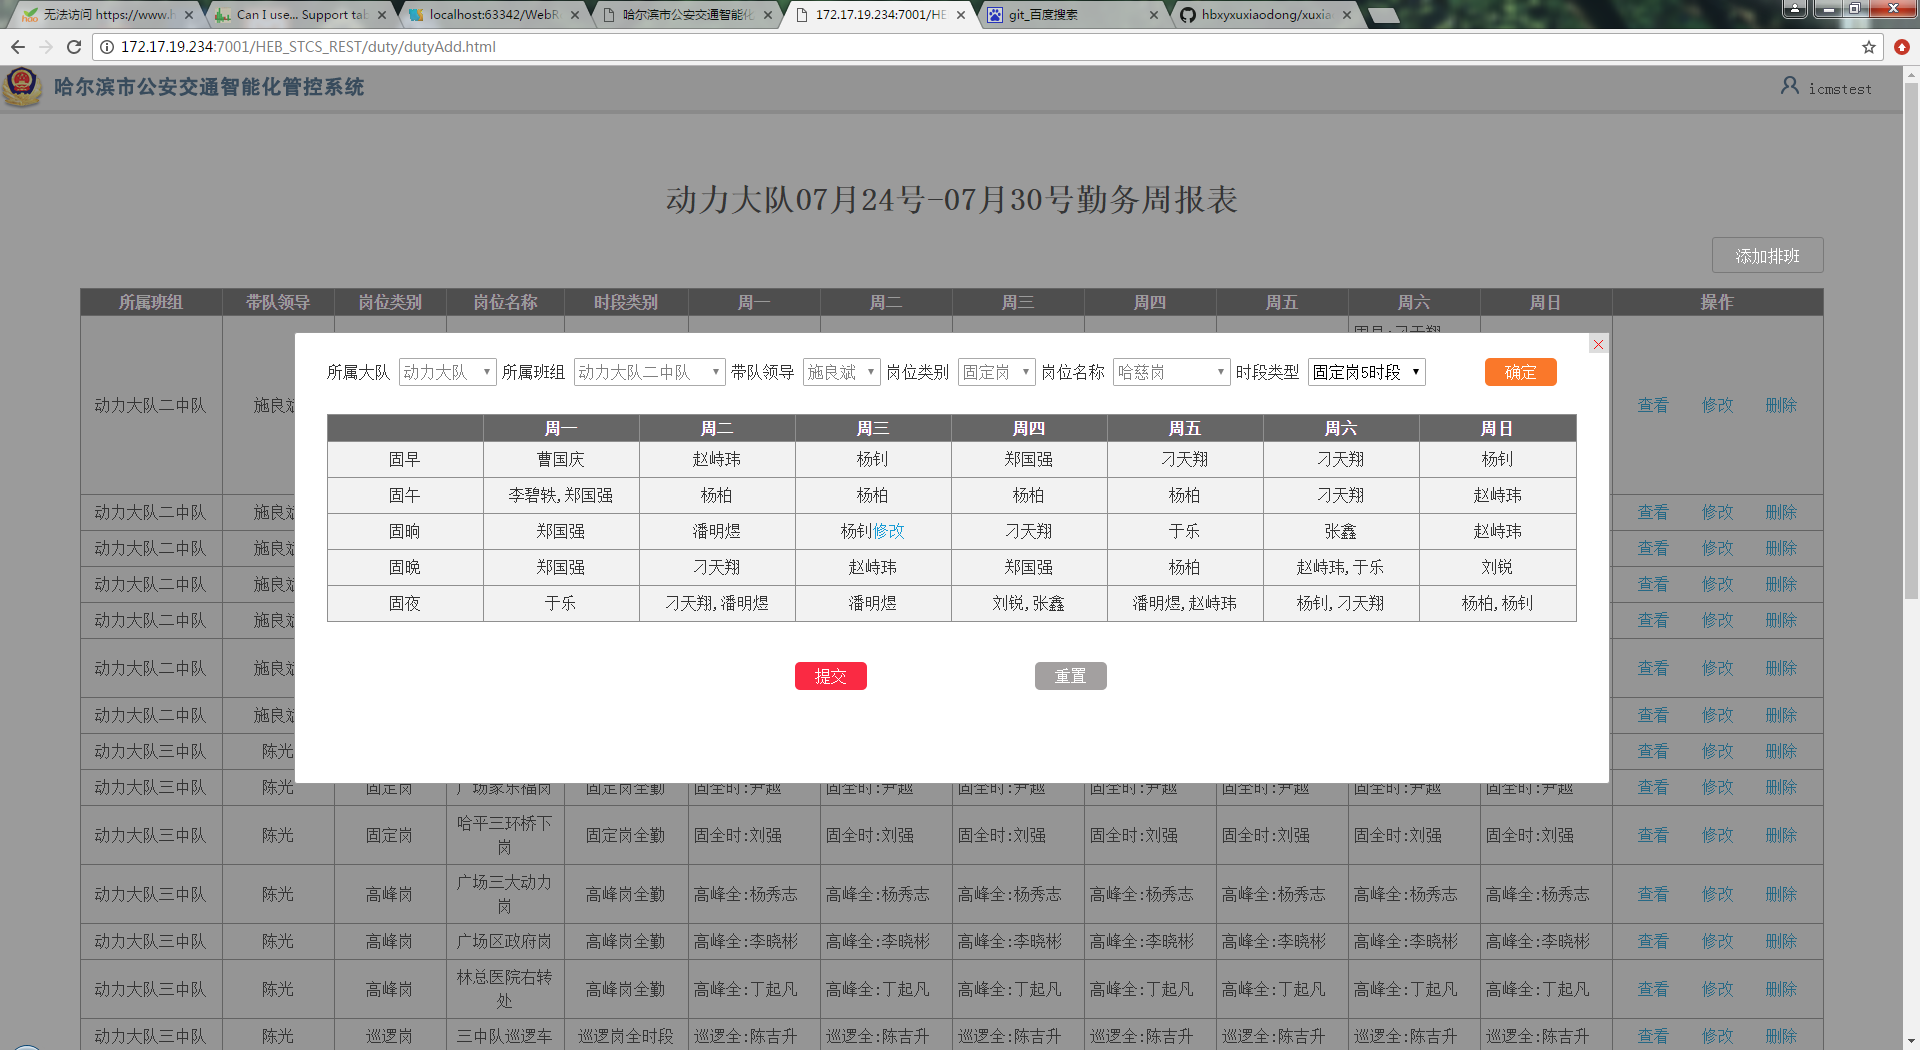 无法访问 https://www.h
Can I use... Support tab
localhost:63342/WebR
哈尔滨市公安交通智能化
172.17.19.234:7001/HE
git_百度搜索
hbxyxuxiaodong/xuxia
172.17.19.234:7001/HEB_STCS_REST/duty/dutyAdd.html
哈尔滨市公安交通智能化管控系统
icmstest
动力大队07月24号-07月30号勤务周报表
添加排班
所属班组 带队领导 岗位类别 岗位名称 时段类别 周一 周二 周三 周四 周五 周六 周日 操作
动力大队二中队 施良斌 查看 修改 删除
所属大队 动力大队 所属班组 动力大队二中队 带队领导 施良斌 岗位类别 固定岗 岗位名称 哈慈岗 时段类型 固定岗5时段 确定
周一 周二 周三 周四 周五 周六 周日
固早 曹国庆 赵峙玮 杨钊 郑国强 刁天翔 刁天翔 杨钊
固午 李碧轶,郑国强 杨柏 杨柏 杨柏 杨柏 刁天翔 赵峙玮
固晌 郑国强 潘明煜 杨钊修改 刁天翔 于乐 张鑫 赵峙玮
固晚 郑国强 刁天翔 赵峙玮 郑国强 杨柏 赵峙玮,于乐 刘锐
固夜 于乐 刁天翔,潘明煜 潘明煜 刘锐,张鑫 潘明煜,赵峙玮 杨钊,刁天翔 杨柏,杨钊
提交 重置
动力大队二中队 施良 查看 修改 删除
动力大队二中队 施良 查看 修改 删除
动力大队二中队 施良 查看 修改 删除
动力大队二中队 施良 查看 修改 删除
动力大队二中队 施良 查看 修改 删除
动力大队二中队 施良 查看 修改 删除
动力大队三中队 陈光 查看 修改 删除
动力大队三中队 陈光 固定岗 广场家乐福岗 固定岗全勤 固全时:尹越 固全时:尹越 固全时:尹越 固全时:尹越 固全时:尹越 固全时:尹越 固全时:尹越 查看 修改 删除
动力大队三中队 陈光 固定岗 哈平三环桥下岗 固定岗全勤 固全时:刘强 固全时:刘强 固全时:刘强 固全时:刘强 固全时:刘强 固全时:刘强 固全时:刘强 查看 修改 删除
动力大队三中队 陈光 高峰岗 广场三大动力岗 高峰岗全勤 高峰全:杨秀志 高峰全:杨秀志 高峰全:杨秀志 高峰全:杨秀志 高峰全:杨秀志 高峰全:杨秀志 高峰全:杨秀志 查看 修改 删除
动力大队三中队 陈光 高峰岗 广场区政府岗 高峰岗全勤 高峰全:李晓彬 高峰全:李晓彬 高峰全:李晓彬 高峰全:李晓彬 高峰全:李晓彬 高峰全:李晓彬 高峰全:李晓彬 查看 修改 删除
动力大队三中队 陈光 高峰岗 林总医院右转处 高峰岗全勤 高峰全:丁起凡 高峰全:丁起凡 高峰全:丁起凡 高峰全:丁起凡 高峰全:丁起凡 高峰全:丁起凡 高峰全:丁起凡 查看 修改 删除
动力大队三中队 陈光 巡逻岗 三中队巡逻车 巡逻岗全时段 巡逻全:陈吉升 巡逻全:陈吉升 巡逻全:陈吉升 巡逻全:陈吉升 巡逻全:陈吉升 巡逻全:陈吉升 巡逻全:陈吉升 查看 修改 删除